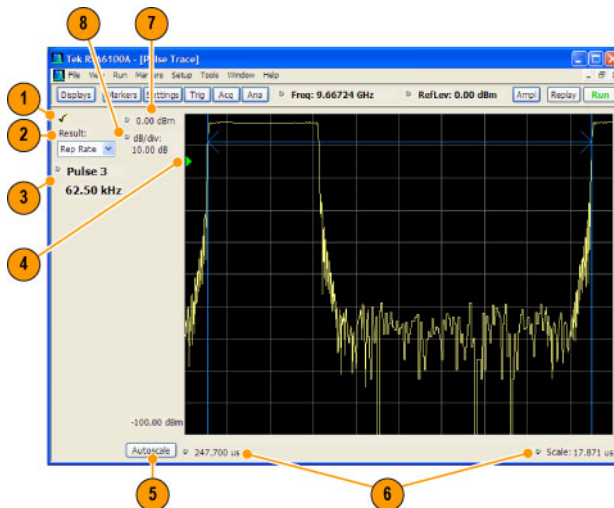 8
7
Tek RSA6100A - [Pulse Trace]
File View Run Markers Setup Tools Window Help
Displays Markers Settings Trig Acq Ana Freq: 9.66724 GHz RefLev: 0.00 dBm Ampl Replay Run
1
✓
0.00 dBm
2
Result:
dB/div:
10.00 dB
Rep Rate
3
Pulse 3
62.50 kHz
4
-100.00 dBm
Autoscale 247.700 us Scale: 17.871 us
5
6